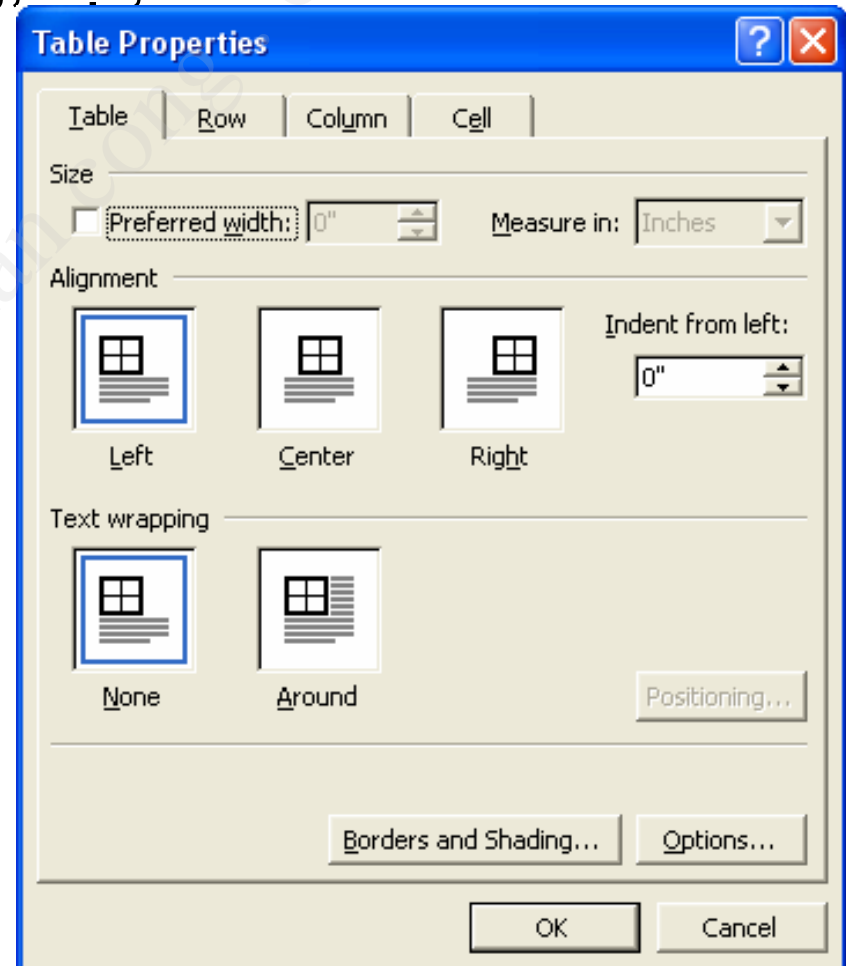 Table Properties
Table Row Column Cell
Size
Preferred width: 0" Measure in: Inches
Alignment
Indent from left:
0"
Left Center Right
Text wrapping
None Around
Positioning...
Borders and Shading... Options...
OK Cancel